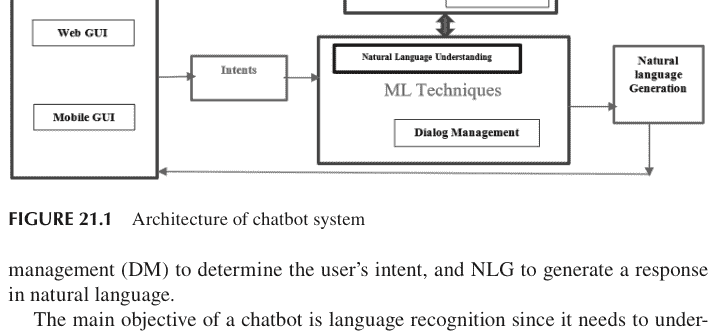 Web GUI
Mobile GUI
Intents
Natural Language Understanding
ML Techniques
Dialog Management
Natural
language
Generation
FIGURE 21.1 Architecture of chatbot system
management (DM) to determine the user's intent, and NLG to generate a response
in natural language.
The main objective of a chatbot is language recognition since it needs to under-